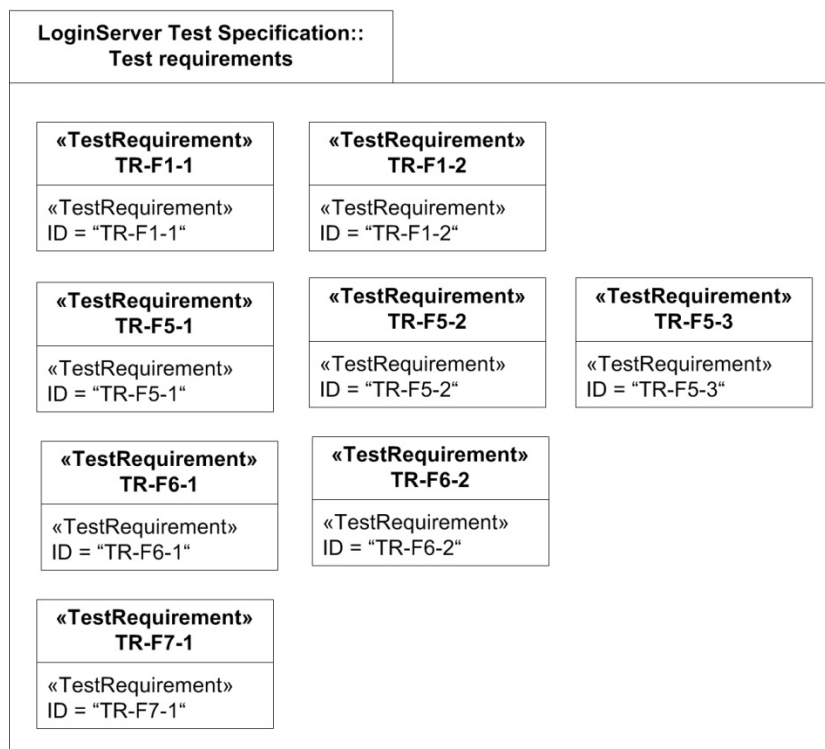 LoginServer Test Specification::
Test requirements
«TestRequirement»
TR-F1-1
«TestRequirement»
ID = “TR-F1-1“
«TestRequirement»
TR-F1-2
«TestRequirement»
ID = “TR-F1-2“
«TestRequirement»
TR-F5-1
«TestRequirement»
ID = “TR-F5-1“
«TestRequirement»
TR-F5-2
«TestRequirement»
ID = “TR-F5-2“
«TestRequirement»
TR-F5-3
«TestRequirement»
ID = “TR-F5-3“
«TestRequirement»
TR-F6-1
«TestRequirement»
ID = “TR-F6-1“
«TestRequirement»
TR-F6-2
«TestRequirement»
ID = “TR-F6-2“
«TestRequirement»
TR-F7-1
«TestRequirement»
ID = “TR-F7-1“